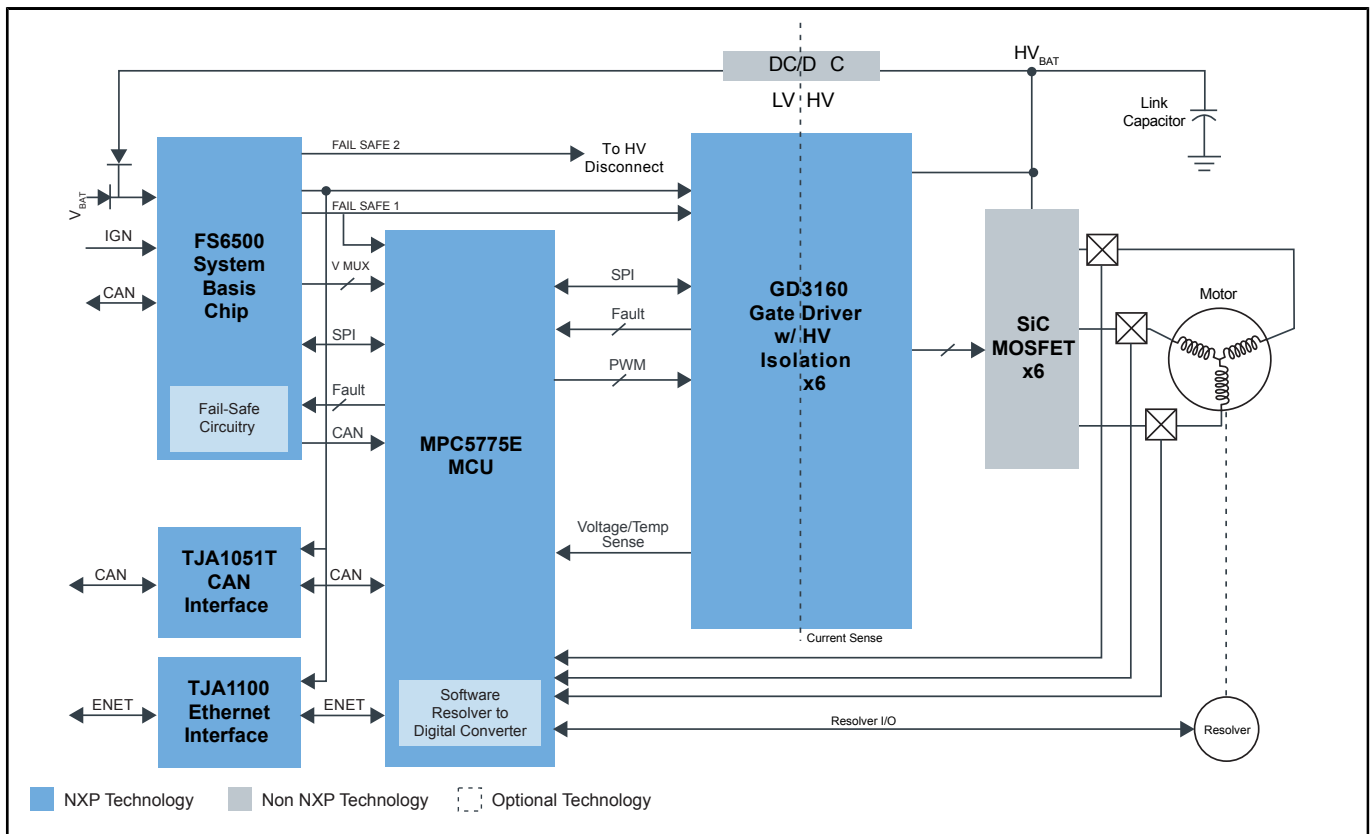 DC/D C
HV BAT
LV HV
Link
Capacitor
FAIL SAFE 2
To HV
Disconnect
V BAT
FAIL SAFE 1
IGN
FS6500
System
Basis
Chip
V MUX
CAN
SPI
SPI
Fault
GD3160
Gate Driver
w/ HV
Isolation
x6
Motor
SiC
MOSFET
x6
PWM
Fault
Fail-Safe
Circuitry
CAN
MPC5775E
MCU
Voltage/Temp
Sense
TJA1051T
CAN
Interface
CAN
CAN
Current Sense
TJA1100
Ethernet
Interface
ENET
ENET
Software
Resolver to
Digital Converter
Resolver I/O
Resolver
NXP Technology
Non NXP Technology
Optional Technology